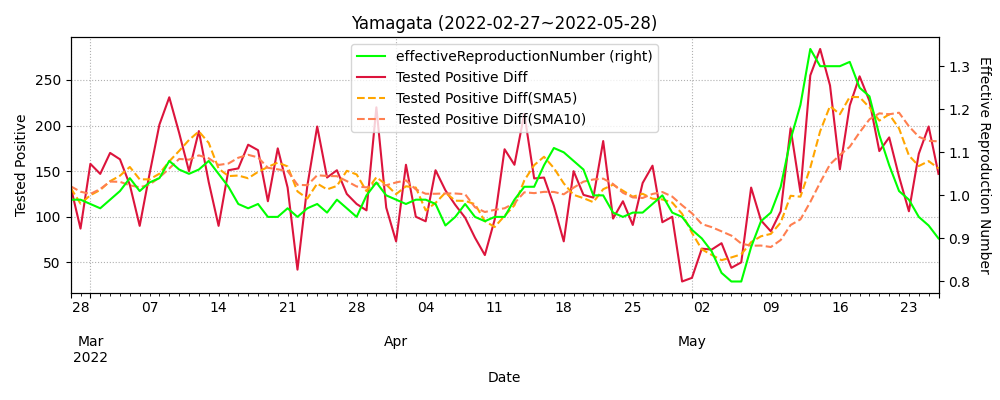 Yamagata (2022-02-27~2022-05-28)
effectiveReproductionNumber (right)
Tested Positive Diff
Tested Positive Diff(SMA5)
Tested Positive Diff(SMA10)
Tested Positive
250
200
150
100
50
Effective Reproduction Number
1.3
1.2
1.1
1.0
0.9
0.8
28 07 14 21 28 04 11 18 25 02 09 16 23
Mar Apr May
2022
Date